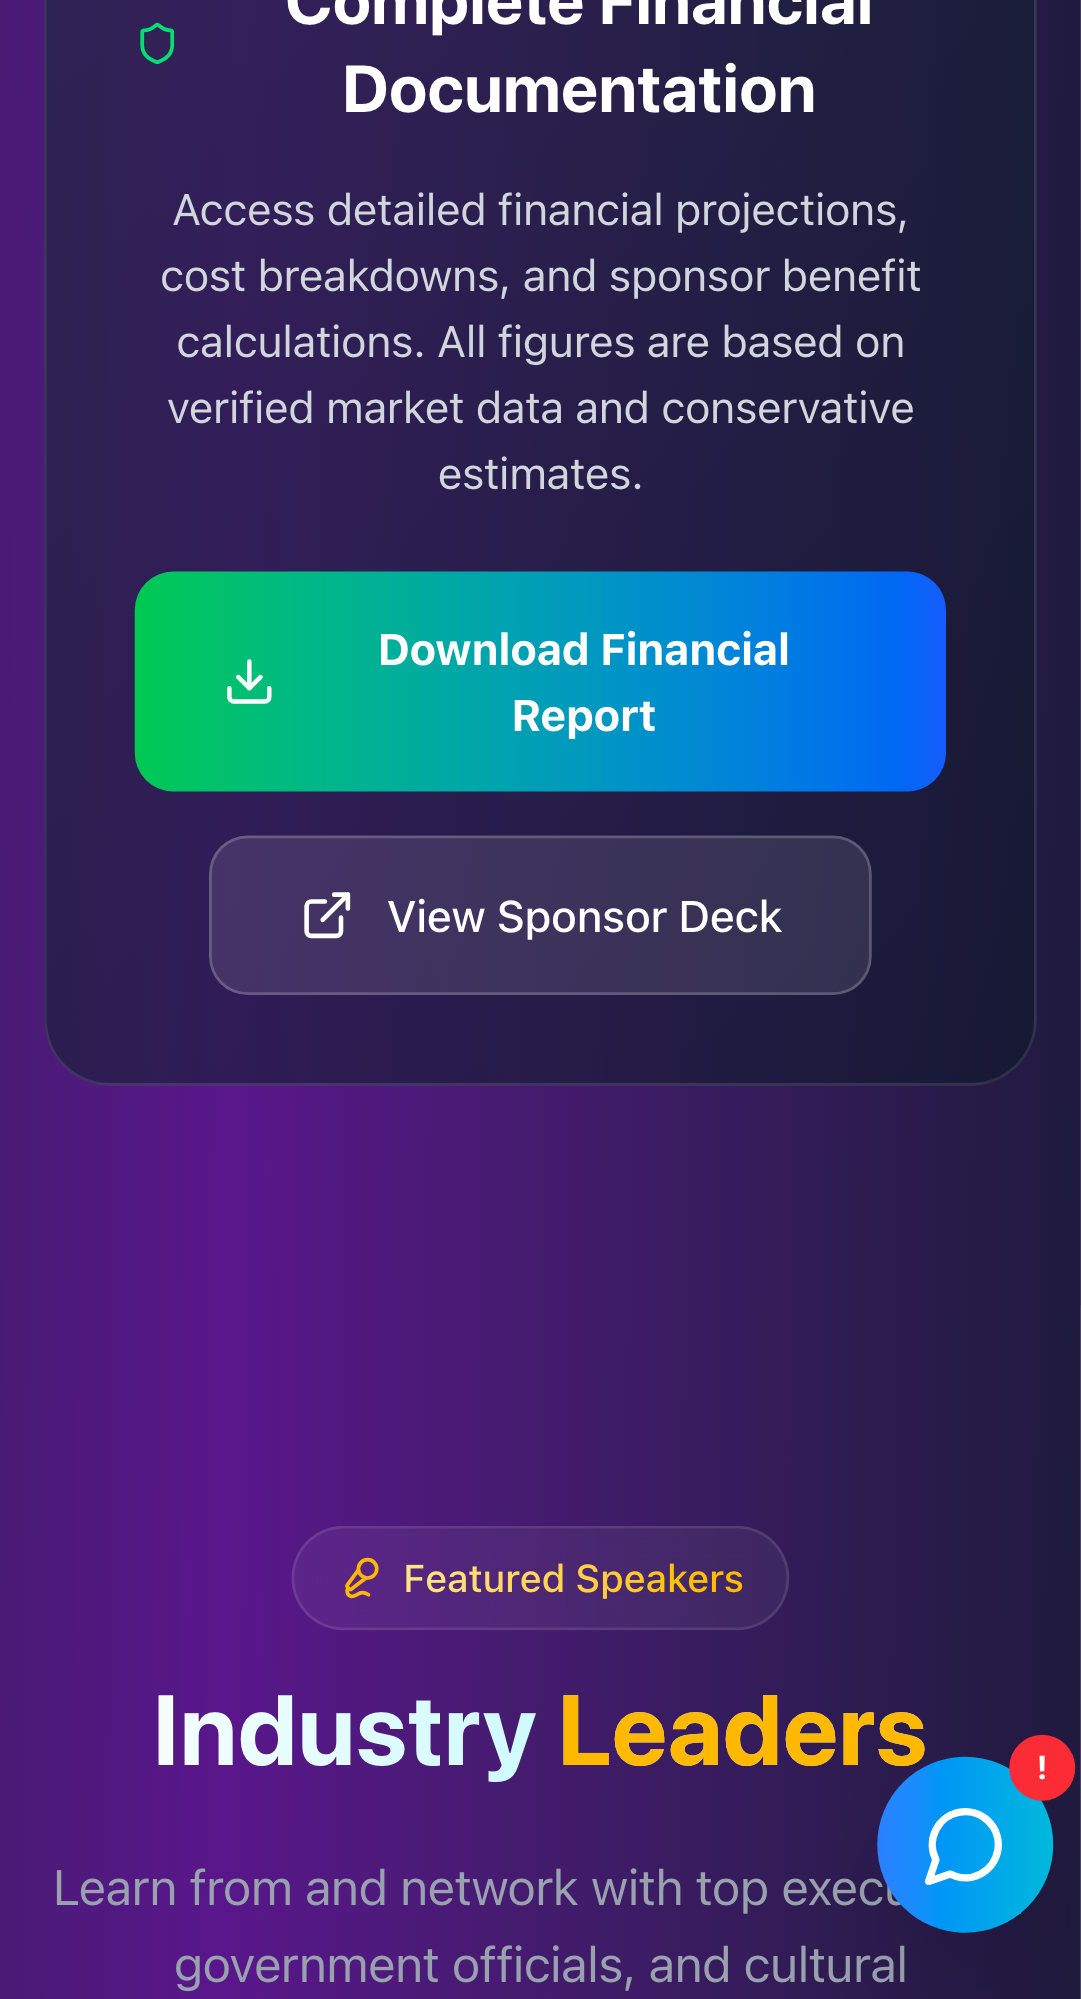 Complete Financial
Documentation
Access detailed financial projections,
cost breakdowns, and sponsor benefit
calculations. All figures are based on
verified market data and conservative
estimates.
Download Financial
Report
View Sponsor Deck
Featured Speakers
Industry Leaders
!
Learn from and network with top
government officials, and cultural